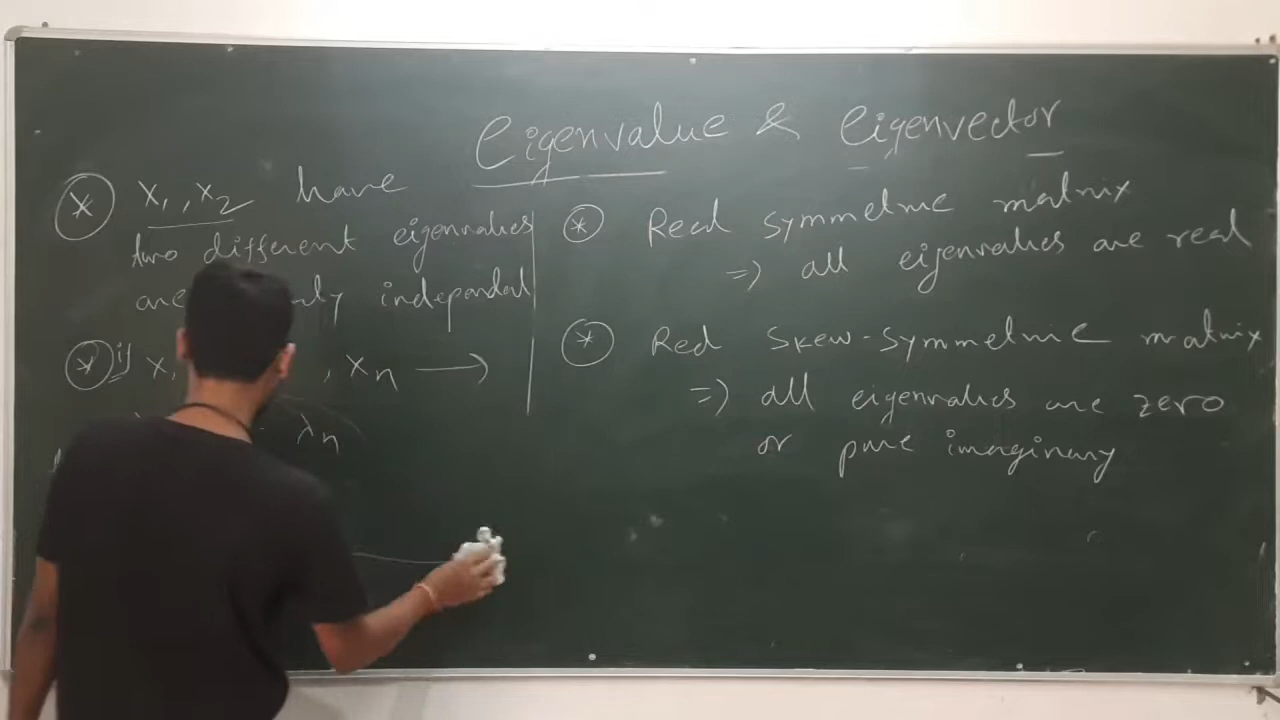 Eigenvalue & Eigenvector
* X1, X2 have
two different eigenvalues
are independent
* if X , Xn →
λn
* Real symmetric matrix
=) all eigenvalues are real
* Real Skew-symmetric matrix
=) all eigenvalues are zero
or pure imaginary